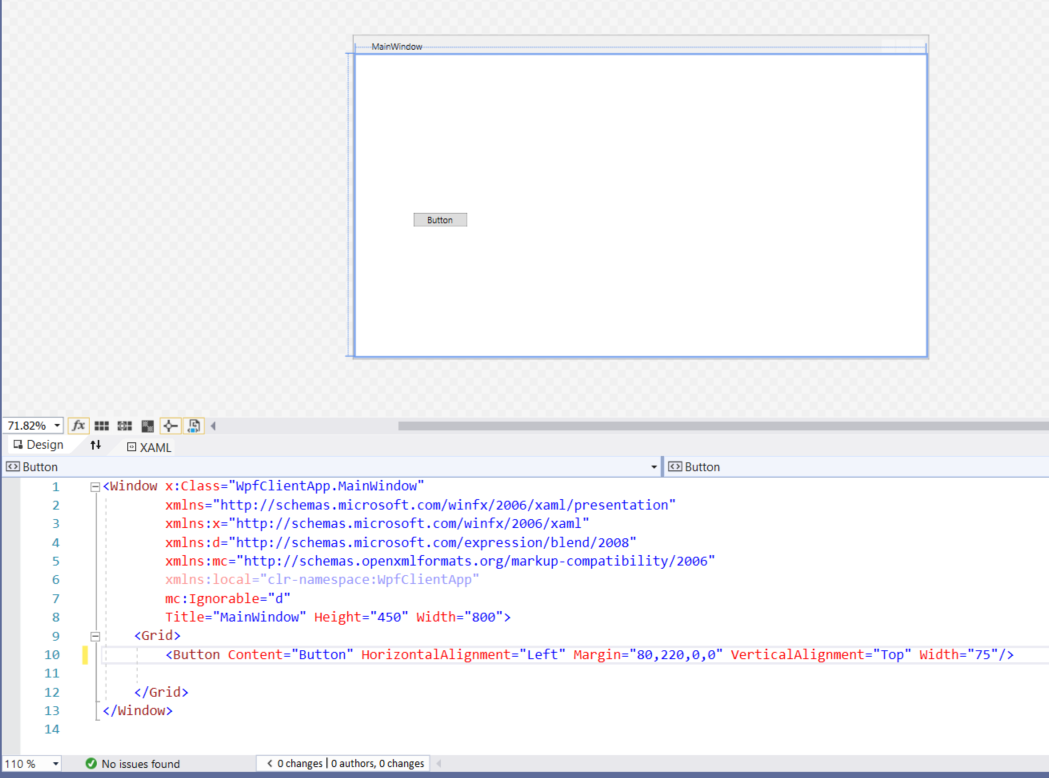 MainWindow
Button
71.82% fx
Design XAML
Button Button
1 <Window x:Class="WpfClientApp.MainWindow"
2 xmlns="http://schemas.microsoft.com/winfx/2006/xaml/presentation"
3 xmlns:x="http://schemas.microsoft.com/winfx/2006/xaml"
4 xmlns:d="http://schemas.microsoft.com/expression/blend/2008"
5 xmlns:mc="http://schemas.openxmlformats.org/markup-compatibility/2006"
6 xmlns:local="clr-namespace:WpfClientApp"
7 mc:Ignorable="d"
8 Title="MainWindow" Height="450" Width="800">
9 <Grid>
10 <Button Content="Button" HorizontalAlignment="Left" Margin="80,220,0,0" VerticalAlignment="Top" Width="75"/>
11
12 </Grid>
13 </Window>
14
110 % No issues found < 0 changes | 0 authors, 0 changes